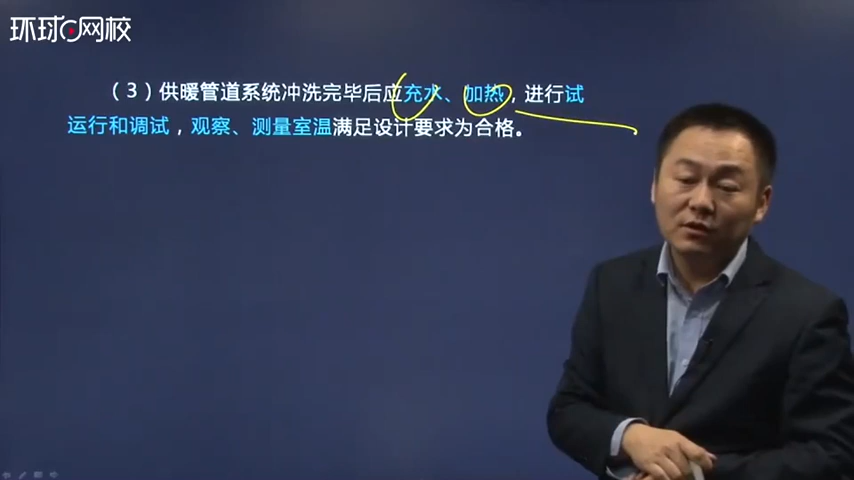 环球网校
（3）供暖管道系统冲洗完毕后应充水、加热，进行试
运行和调试，观察、测量室温满足设计要求为合格。